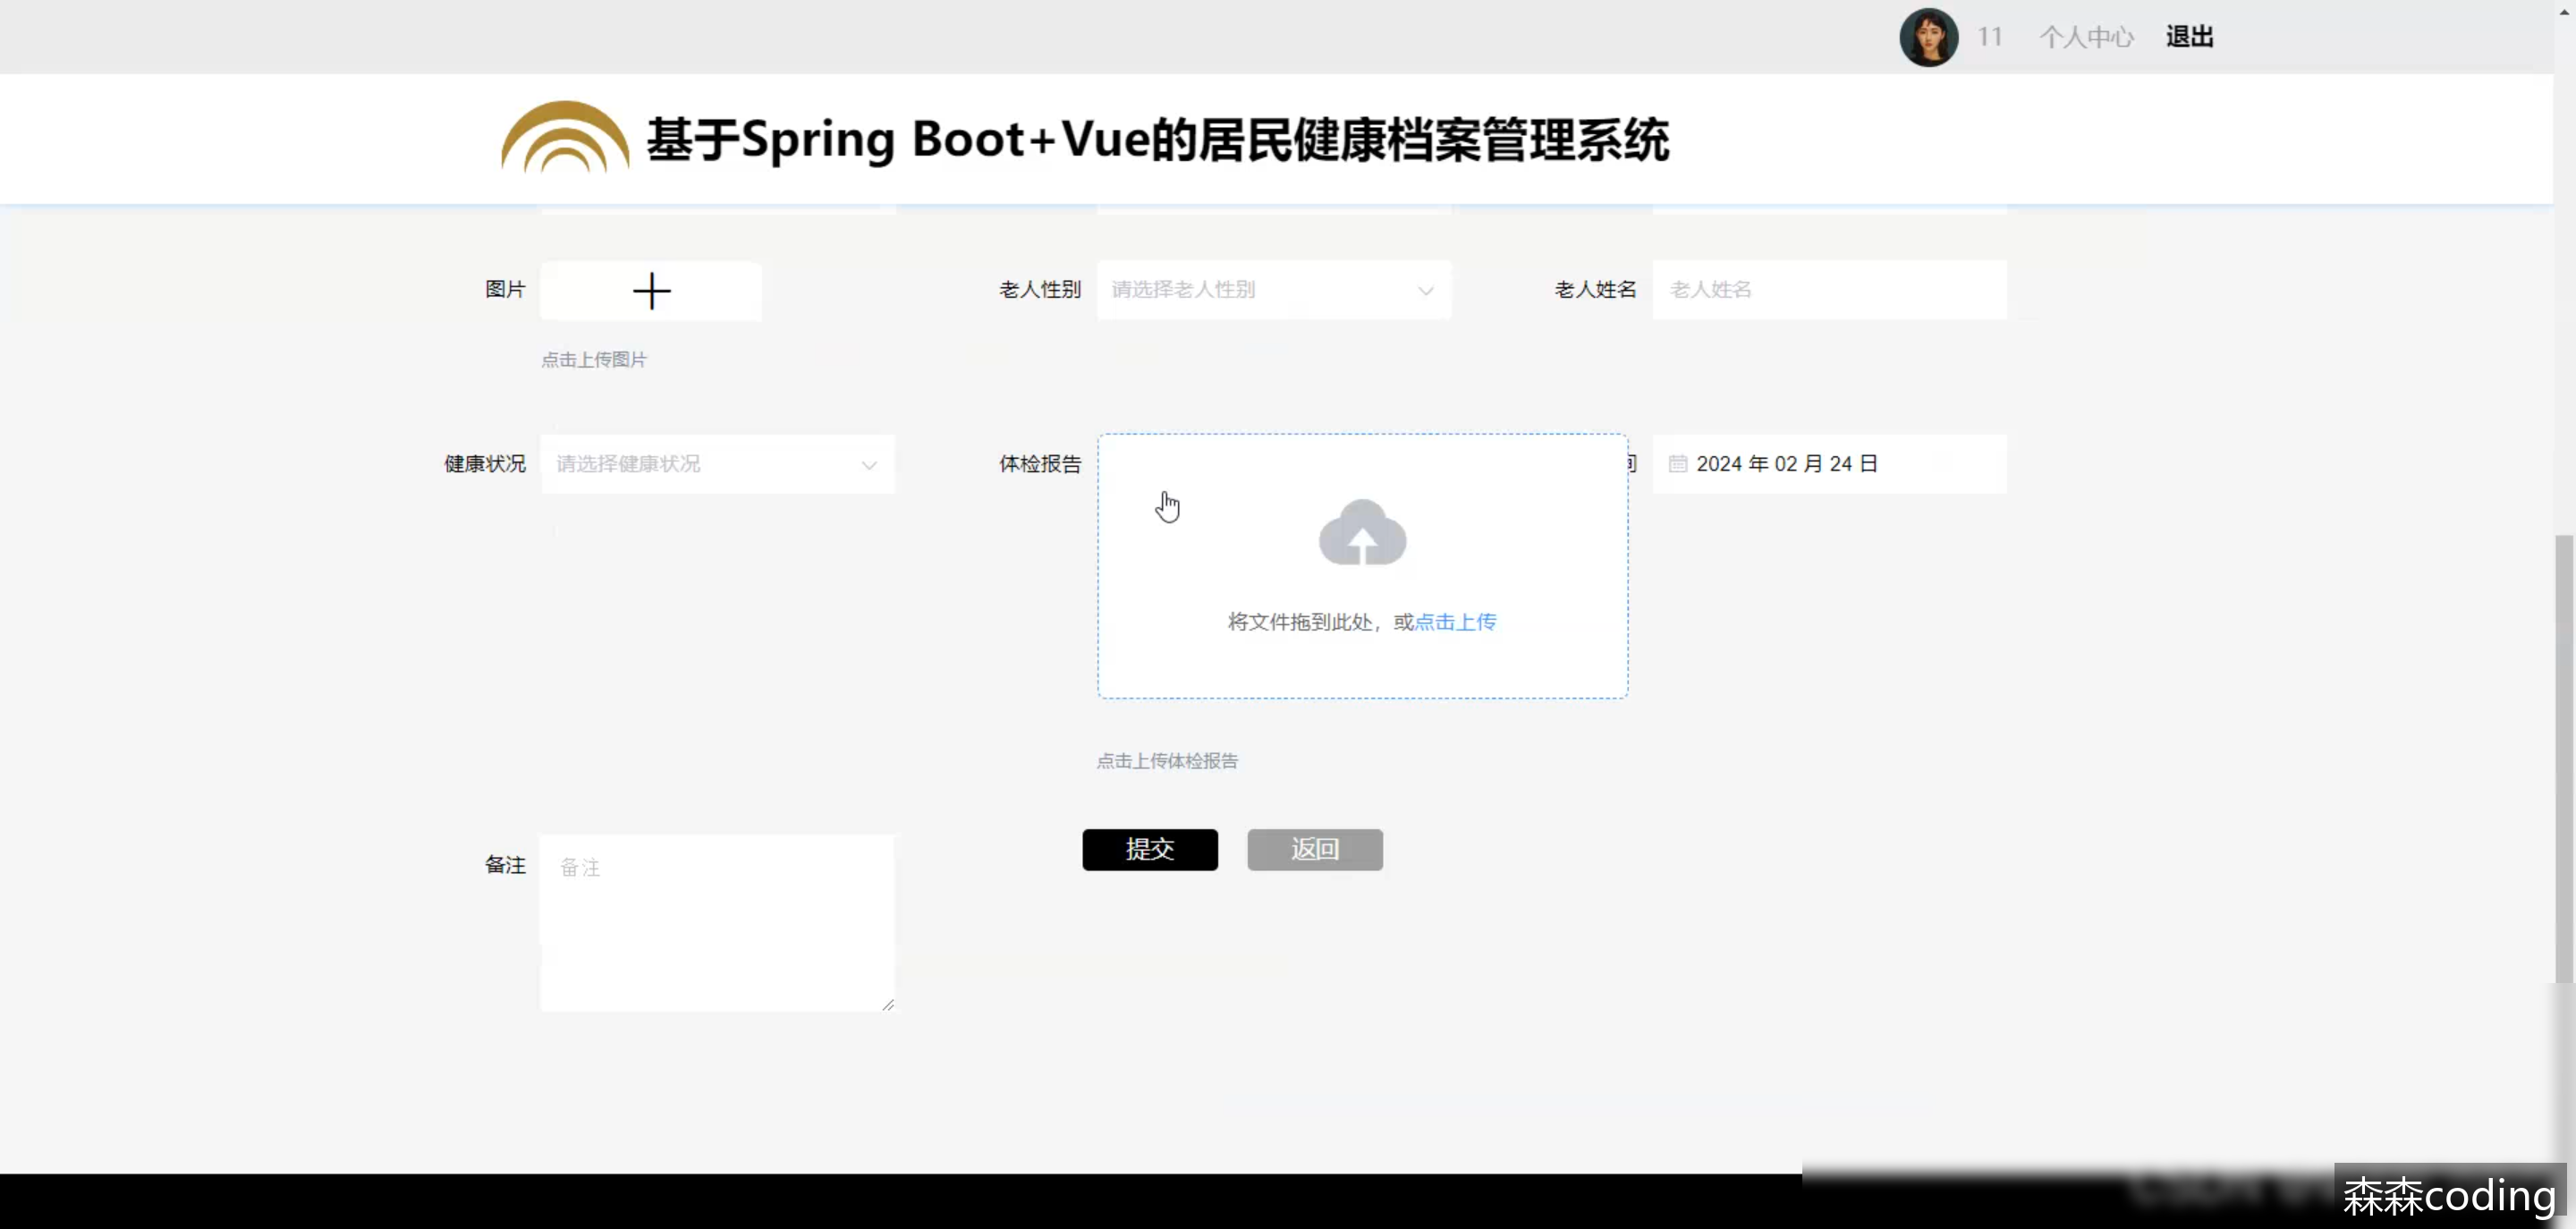 11 个人中心 退出
基于Spring Boot+Vue的居民健康档案管理系统
图片 老人性别 请选择老人性别 老人姓名 老人姓名
点击上传图片
健康状况 请选择健康状况 体检报告 2024 年 02 月 24 日
将文件拖到此处，或点击上传
点击上传体检报告
备注 备注 提交 返回
森森coding